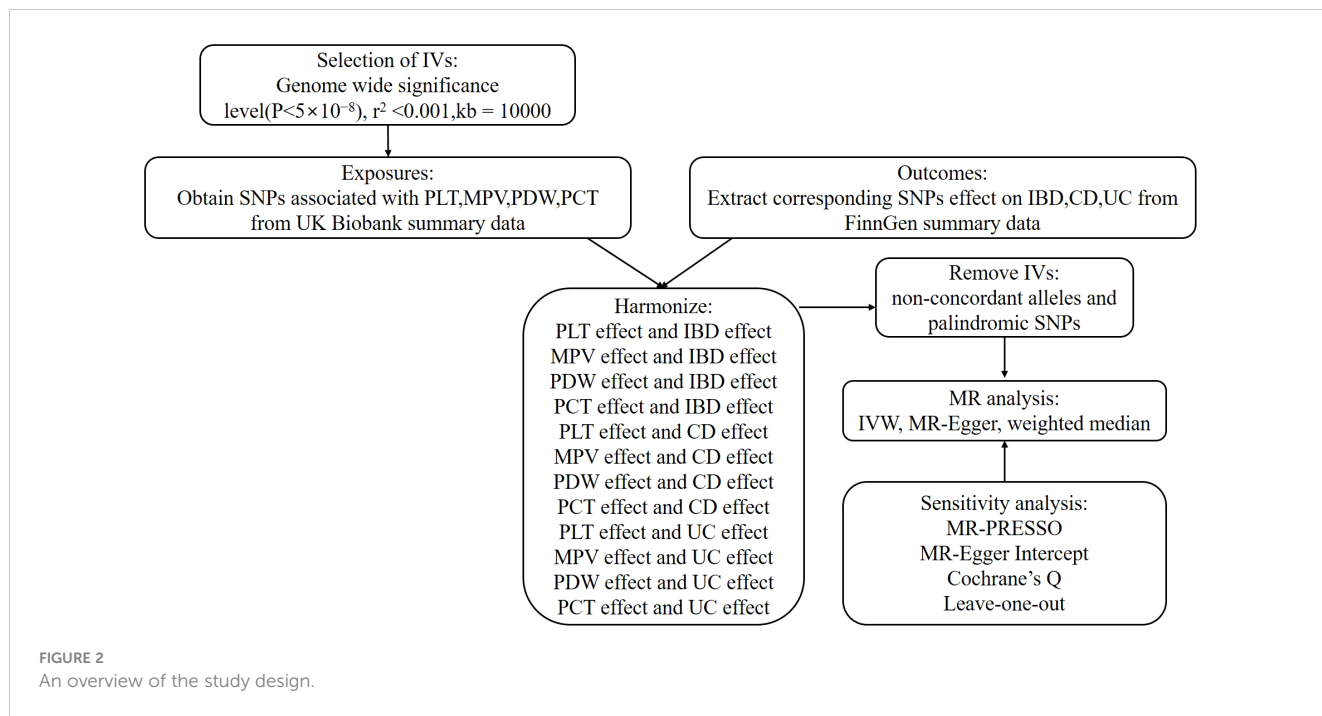 Selection of IVs:
Genome wide significance
level(P<5×10⁻⁸), r² <0.001,kb = 10000
Exposures:
Obtain SNPs associated with PLT,MPV,PDW,PCT
from UK Biobank summary data
Outcomes:
Extract corresponding SNPs effect on IBD,CD,UC from
FinnGen summary data
Harmonize:
PLT effect and IBD effect
MPV effect and IBD effect
PDW effect and IBD effect
PCT effect and IBD effect
PLT effect and CD effect
MPV effect and CD effect
PDW effect and CD effect
PCT effect and CD effect
PLT effect and UC effect
MPV effect and UC effect
PDW effect and UC effect
PCT effect and UC effect
Remove IVs:
non-concordant alleles and
palindromic SNPs
MR analysis:
IVW, MR-Egger, weighted median
Sensitivity analysis:
MR-PRESSO
MR-Egger Intercept
Cochrane’s Q
Leave-one-out
FIGURE 2
An overview of the study design.